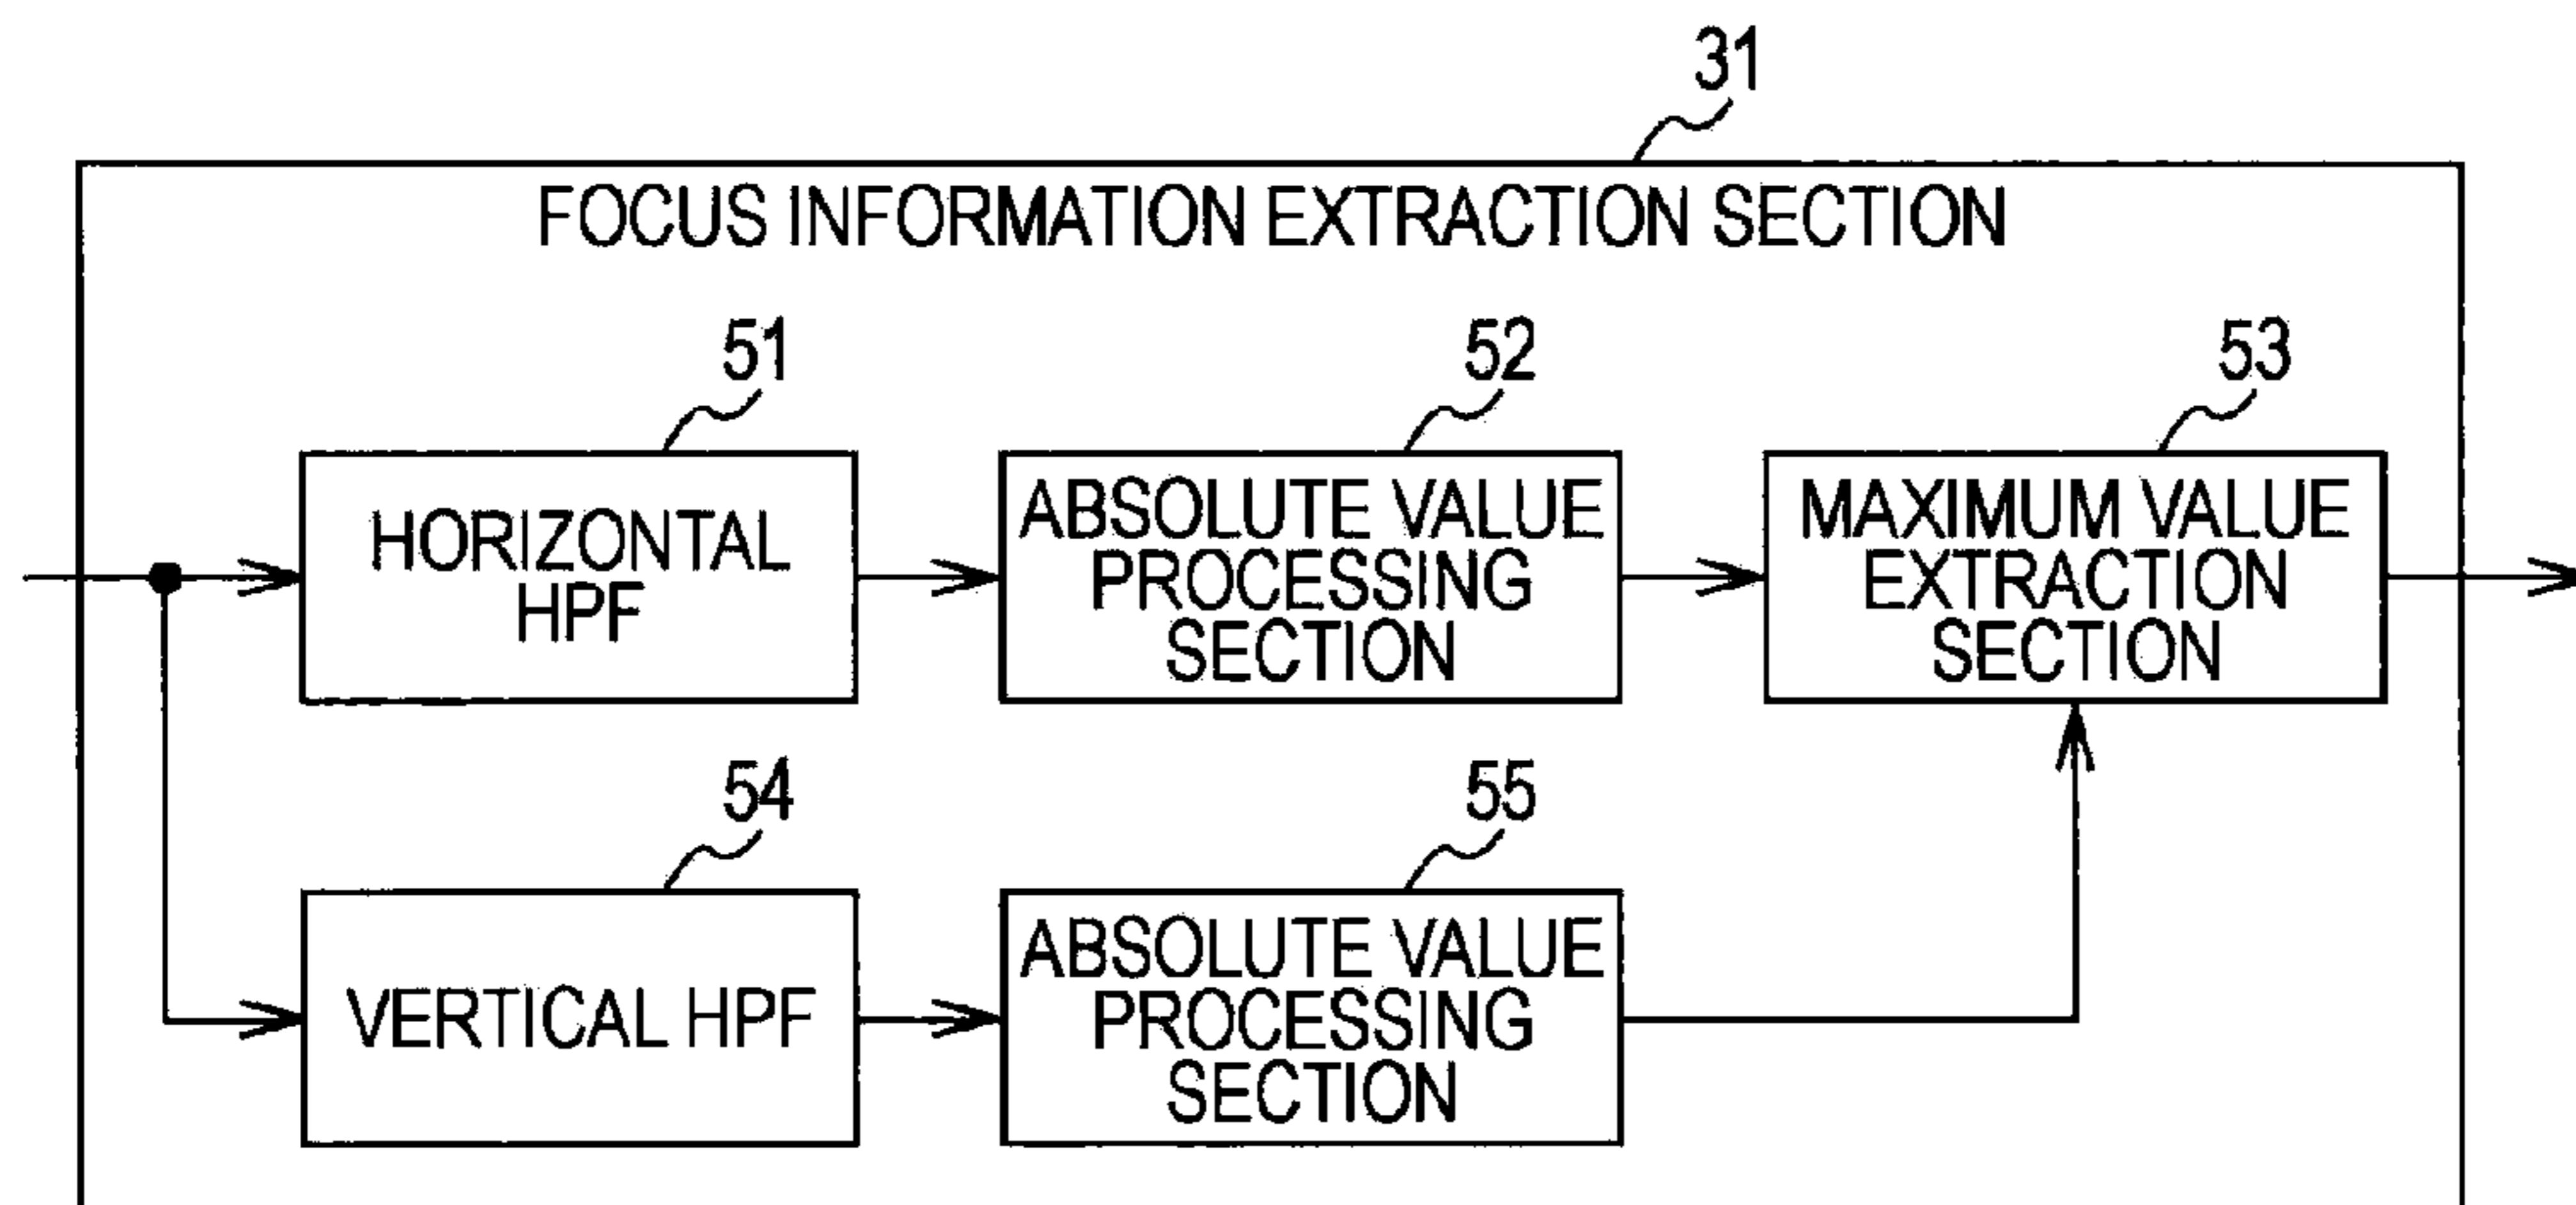 31
FOCUS INFORMATION EXTRACTION SECTION
51
52
53
HORIZONTAL
HPF
ABSOLUTE VALUE
PROCESSING
SECTION
MAXIMUM VALUE
EXTRACTION
SECTION
54
55
VERTICAL HPF
ABSOLUTE VALUE
PROCESSING
SECTION